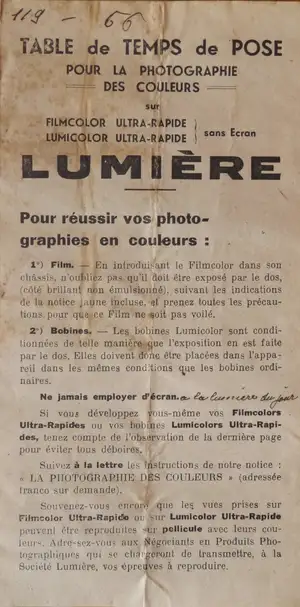 119 - 66
TABLE de TEMPS de POSE
POUR LA PHOTOGRAPHIE
DES COULEURS
sur
FILMCOLOR ULTRA-RAPIDE
LUMICOLOR ULTRA-RAPIDE } sans Ecran
LUMIÈRE
Pour réussir vos photo-
graphies en couleurs :
1°) Film. — En introduisant le Filmcolor dans son
châssis, n'oubliez pas qu'il doit être exposé par le dos,
(côté brillant non émulsionné), suivant les indications
de la notice jaune incluse, et prenez toutes les précau-
tions pour que ce Film ne soit pas voilé.
2°) Bobines. — Les bobines Lumicolor sont condi-
tionnées de telle manière que l'exposition en est faite
par le dos. Elles doivent donc être placées dans l'appa-
reil dans les mêmes conditions que les bobines ordi-
naires.
Ne jamais employer d'écran. a la lumière du jour
Si vous développez vous-même vos Filmcolors
Ultra-Rapides ou vos bobines Lumicolors Ultra-Rapi-
des, tenez compte de l'observation de la dernière page
pour éviter tous déboires.
Suivez à la lettre les instructions de notre notice :
« LA PHOTOGRAPHIE DES COULEURS » (adressée
franco sur demande).
Souvenez-vous encore que les vues prises sur
Filmcolor Ultra-Rapide ou sur Lumicolor Ultra-Rapide
peuvent être reproduites sur pellicule avec leurs cou-
leurs. Adressez-vous aux Négociants en Produits Pho-
tographiques qui se chargeront de transmettre, à la
Société Lumière, vos épreuves à reproduire.